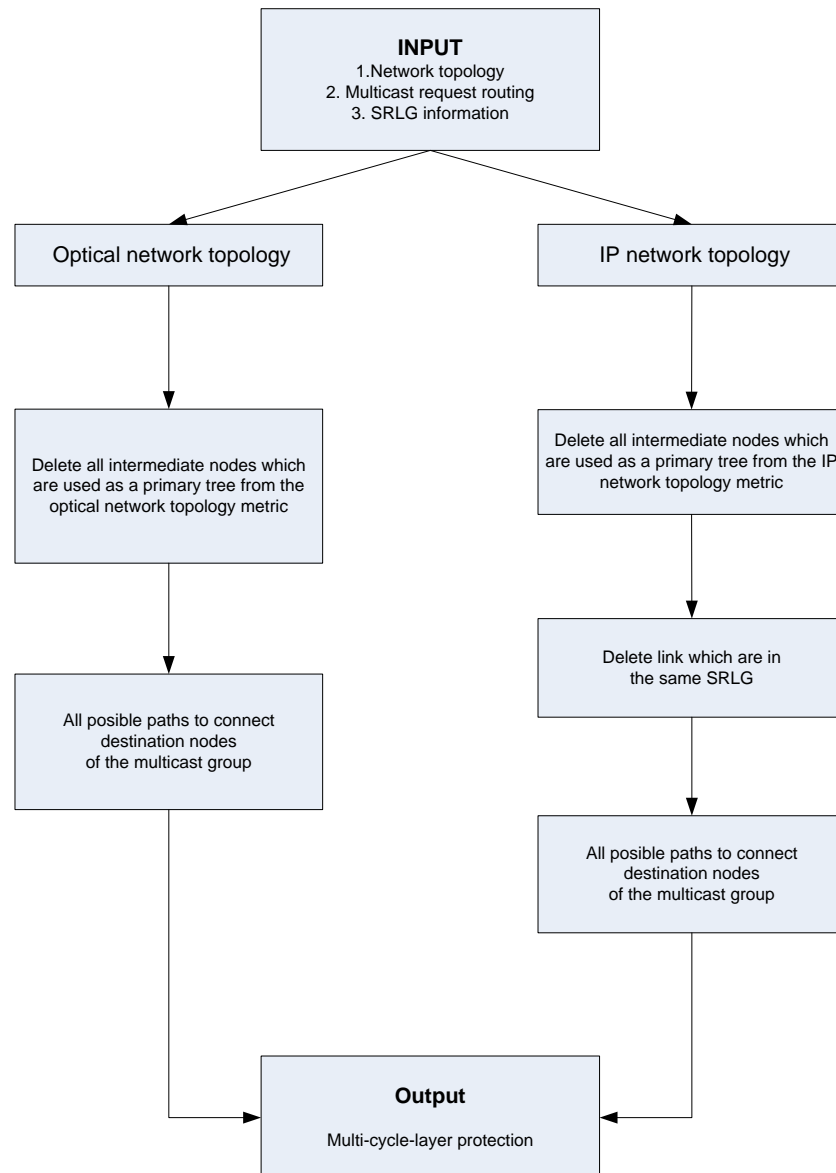 INPUT
1.Network topology
2. Multicast request routing
3. SRLG information
Optical network topology
IP network topology
Delete all intermediate nodes which
are used as a primary tree from the
optical network topology metric
Delete all intermediate nodes which
are used as a primary tree from the IP
network topology metric
Delete link which are in
the same SRLG
All posible paths to connect
destination nodes
of the multicast group
All posible paths to connect
destination nodes
of the multicast group
Output
Multi-cycle-layer protection